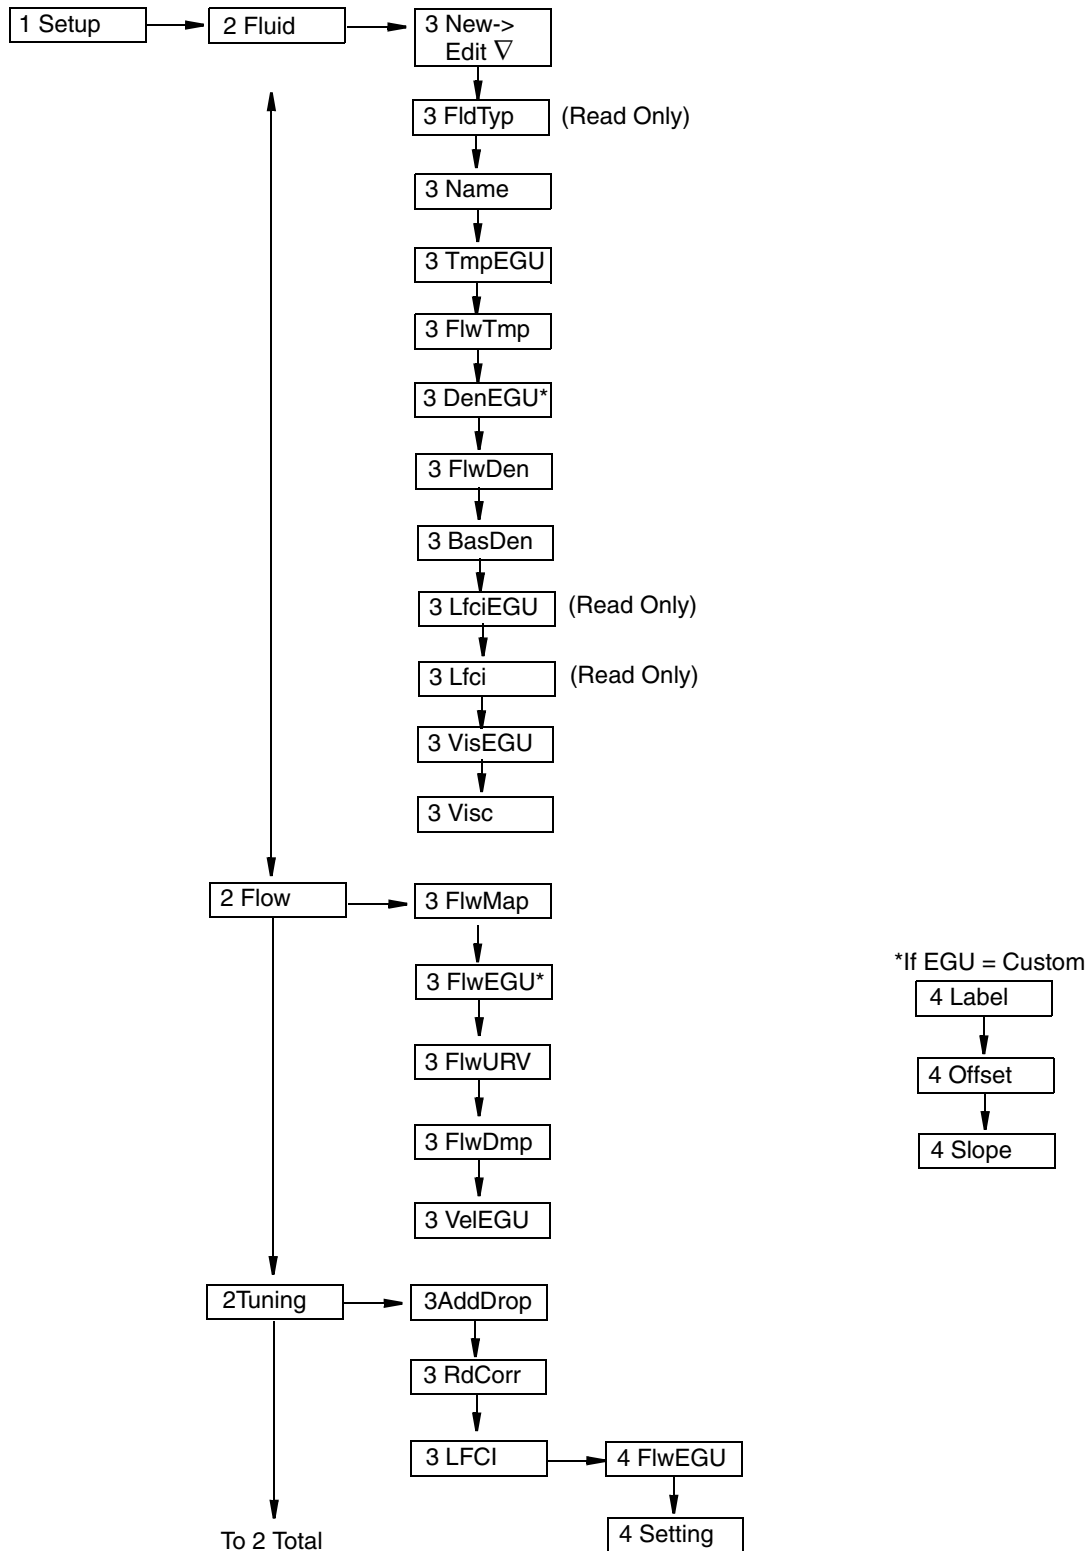 1 Setup
2 Fluid
3 New->
Edit ∇
3 FldTyp
(Read Only)
3 Name
3 TmpEGU
3 FlwTmp
3 DenEGU*
3 FlwDen
3 BasDen
3 LfciEGU
(Read Only)
3 Lfci
(Read Only)
3 VisEGU
3 Visc
2 Flow
3 FlwMap
3 FlwEGU*
3 FlwURV
3 FlwDmp
3 VelEGU
*If EGU = Custom
4 Label
4 Offset
4 Slope
2Tuning
3AddDrop
3 RdCorr
3 LFCI
4 FlwEGU
4 Setting
To 2 Total